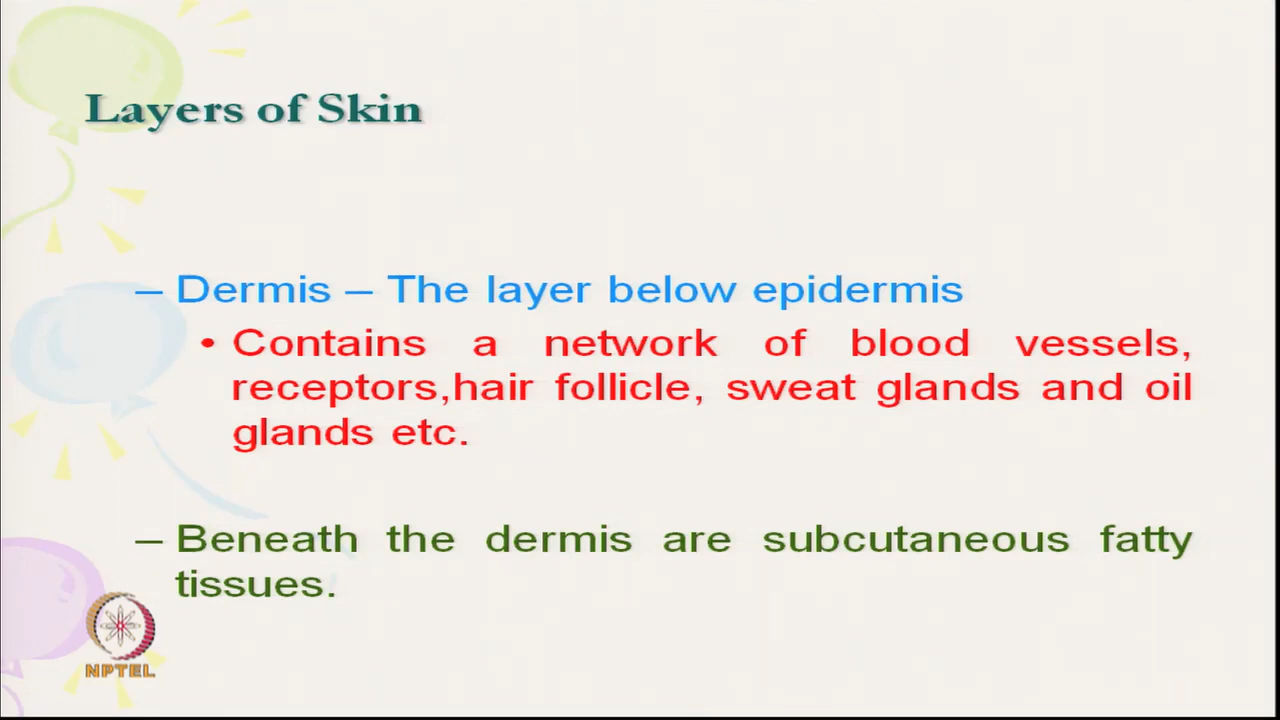 Layers of Skin
– Dermis – The layer below epidermis
• Contains a network of blood vessels,
receptors,hair follicle, sweat glands and oil
glands etc.
– Beneath the dermis are subcutaneous fatty
tissues.
NPTEL